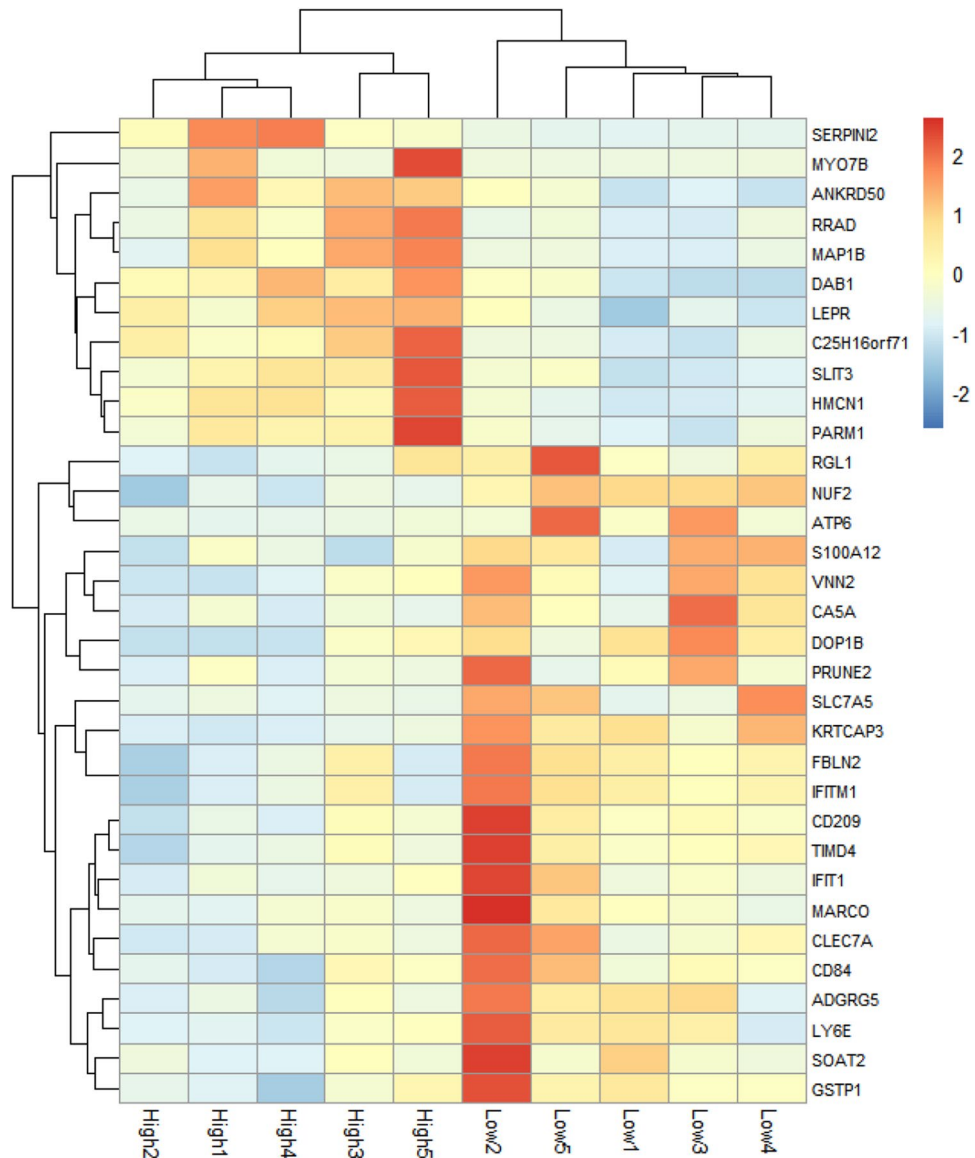 SERPINI2
MYO7B
ANKRD50
RRAD
MAP1B
DAB1
LEPR
C25H16orf71
SLIT3
HMCN1
PARM1
RGL1
NUF2
ATP6
S100A12
VNN2
CA5A
DOP1B
PRUNE2
SLC7A5
KRTCAP3
FBLN2
IFITM1
CD209
TIMD4
IFIT1
MARCO
CLEC7A
CD84
ADGRG5
LY6E
SOAT2
GSTP1
2
1
0
-1
-2
High2
High1
High4
High3
High5
Low2
Low5
Low1
Low3
Low4